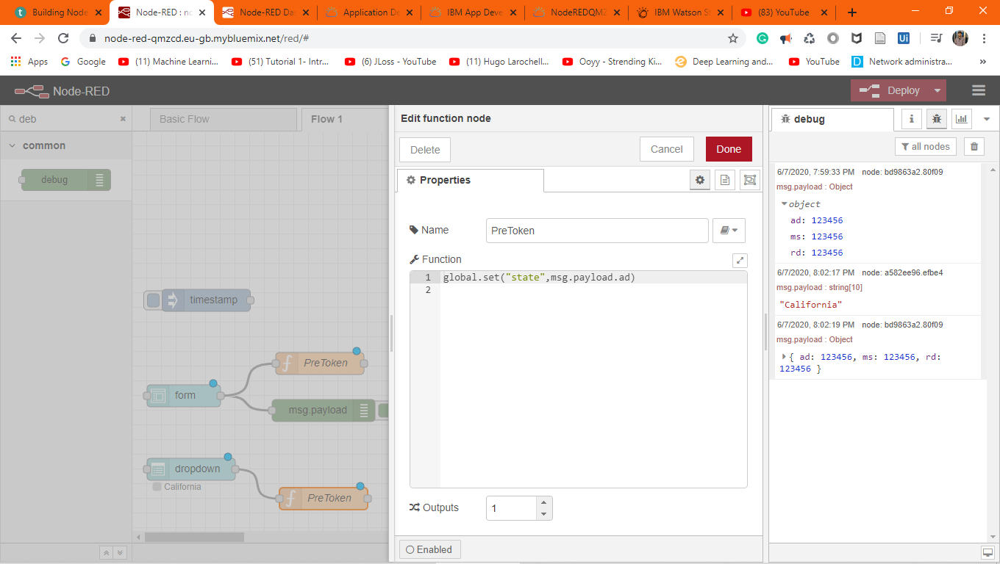 Building Node
Node-RED : no
Node-RED Da
Application De
IBM App Deve
NodeREDQMZ
IBM Watson St
(83) YouTube
node-red-qmzcd.eu-gb.mybluemix.net/red/#
Apps
Google
(11) Machine Learni...
(51) Tutorial 1- Intr...
(6) JLoss - YouTube
(11) Hugo Larochell...
Ooyy - Strending Ki...
Deep Learning and...
YouTube
Network administra...
Node-RED
Deploy
deb
common
debug
Basic Flow
Flow 1
timestamp
PreToken
form
msg.payload
dropdown
California
PreToken
Edit function node
Delete
Cancel
Done
Properties
Name
PreToken
Function
1 global.set("state",msg.payload.ad)
2
Outputs
1
Enabled
debug
all nodes
6/7/2020, 7:59:33 PM node: bd9863a2.80f09
msg.payload : Object
object
ad: 123456
ms: 123456
rd: 123456
6/7/2020, 8:02:17 PM node: a582ee96.efbe4
msg.payload : string[10]
"California"
6/7/2020, 8:02:19 PM node: bd9863a2.80f09
msg.payload : Object
{ ad: 123456, ms: 123456, rd:
123456 }